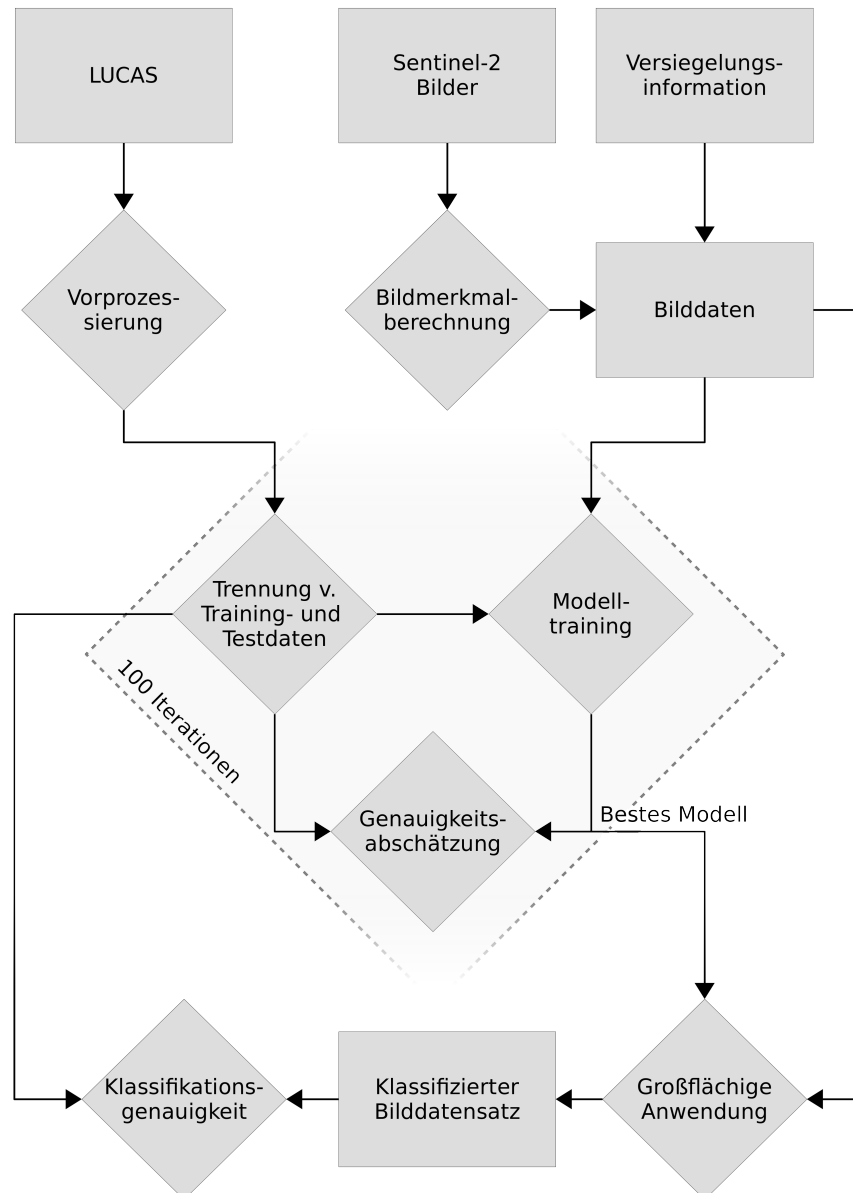 LUCAS
Sentinel-2
Bilder
Versiegelungs-
information
Vorprozes-
sierung
Bildmerkmal-
berechnung
Bilddaten
Trennung v.
Training- und
Testdaten
Modell-
training
100 Iterationen
Genauigkeits-
abschätzung
Bestes Modell
Klassifikations-
genauigkeit
Klassifizierter
Bilddatensatz
Großflächige
Anwendung